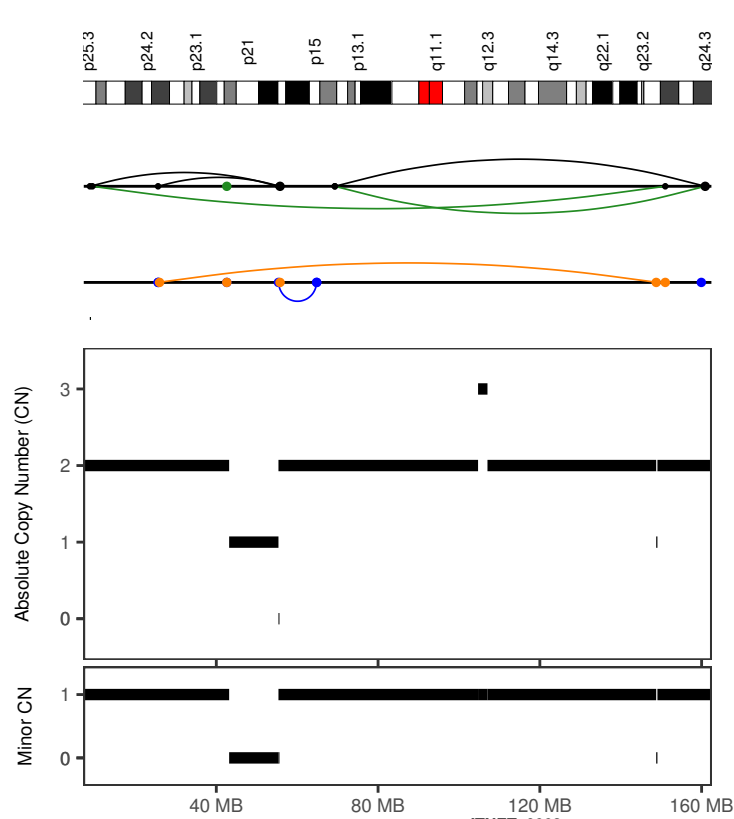 p25.3 p24.2 p23.1 p21 p15 p13.1 q11.1 q12.3 q14.3 q22.1 q23.2 q24.3
Absolute Copy Number (CN)
3
2
1
0
Minor CN
1
0
40 MB 80 MB 120 MB 160 MB